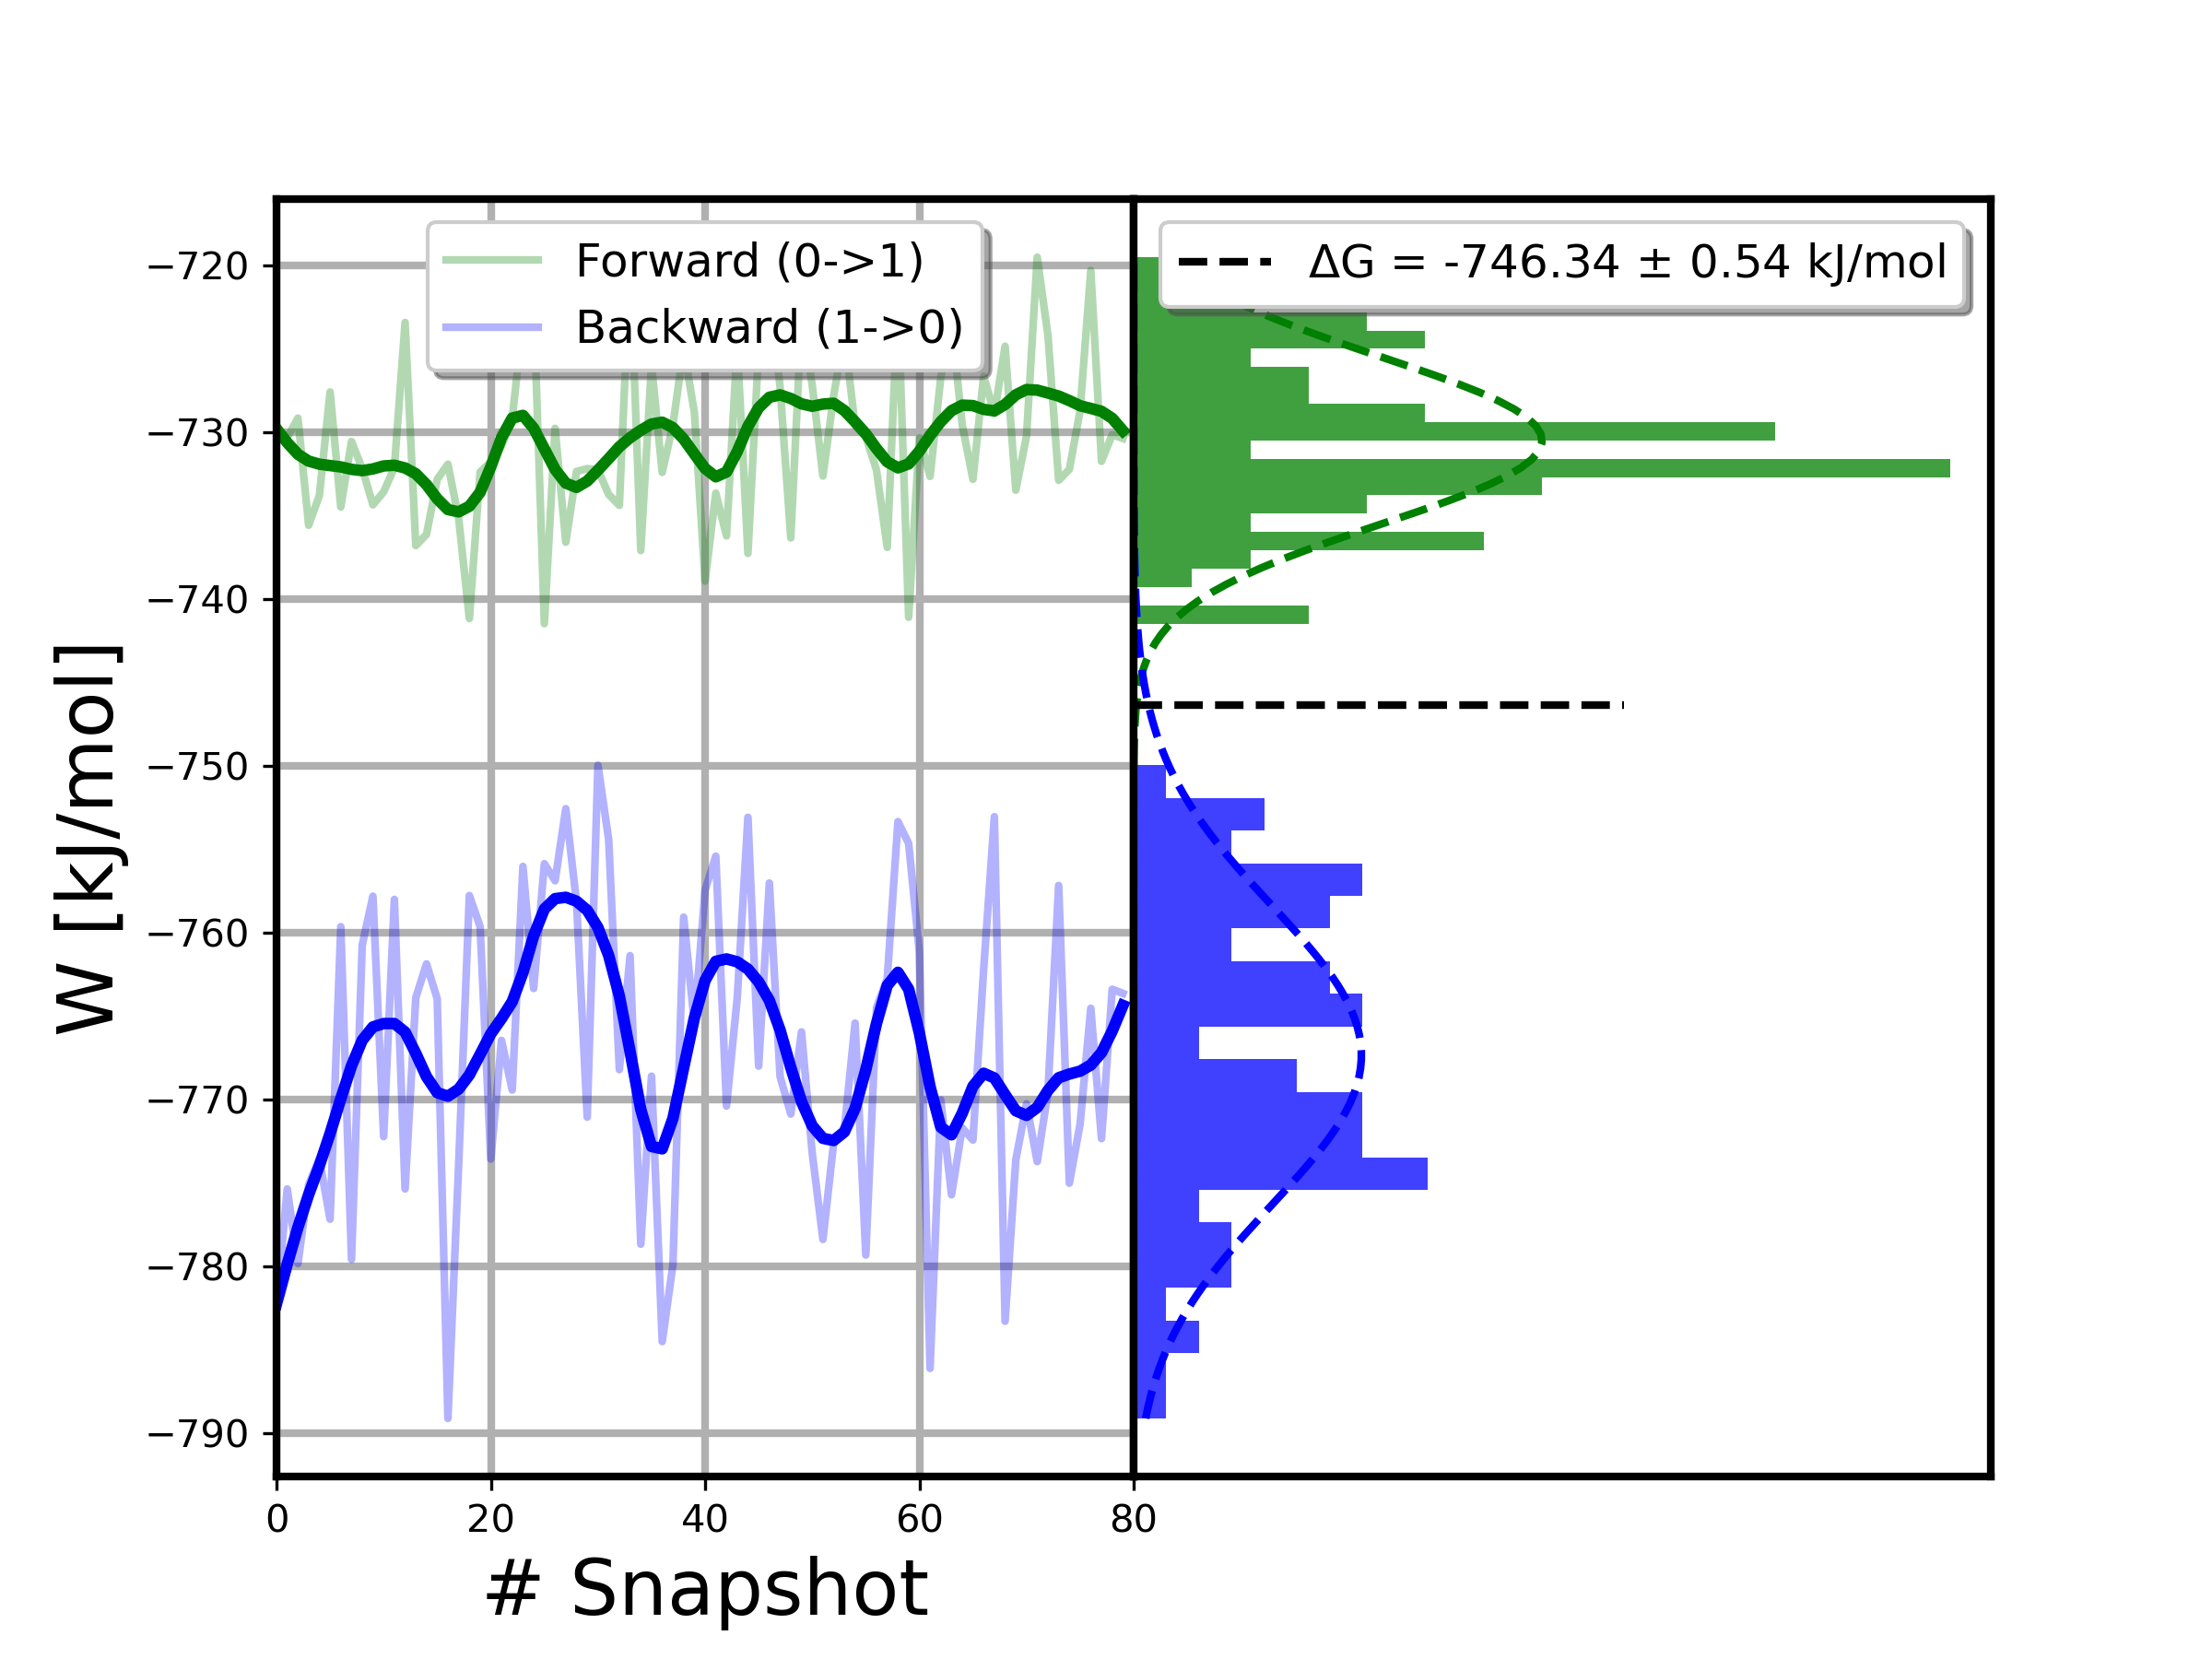 Forward (0->1)
Backward (1->0)
ΔG = -746.34 ± 0.54 kJ/mol
−720
−730
−740
−750
−760
−770
−780
−790
W [kJ/mol]
0 20 40 60 80
# Snapshot